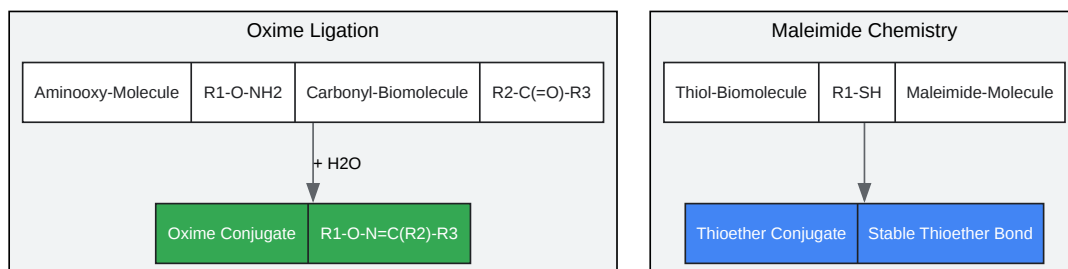 Oxime Ligation
Aminooxy-Molecule R1-O-NH2 Carbonyl-Biomolecule R2-C(=O)-R3
+ H2O
Oxime Conjugate R1-O-N=C(R2)-R3
Maleimide Chemistry
Thiol-Biomolecule R1-SH Maleimide-Molecule
Thioether Conjugate Stable Thioether Bond